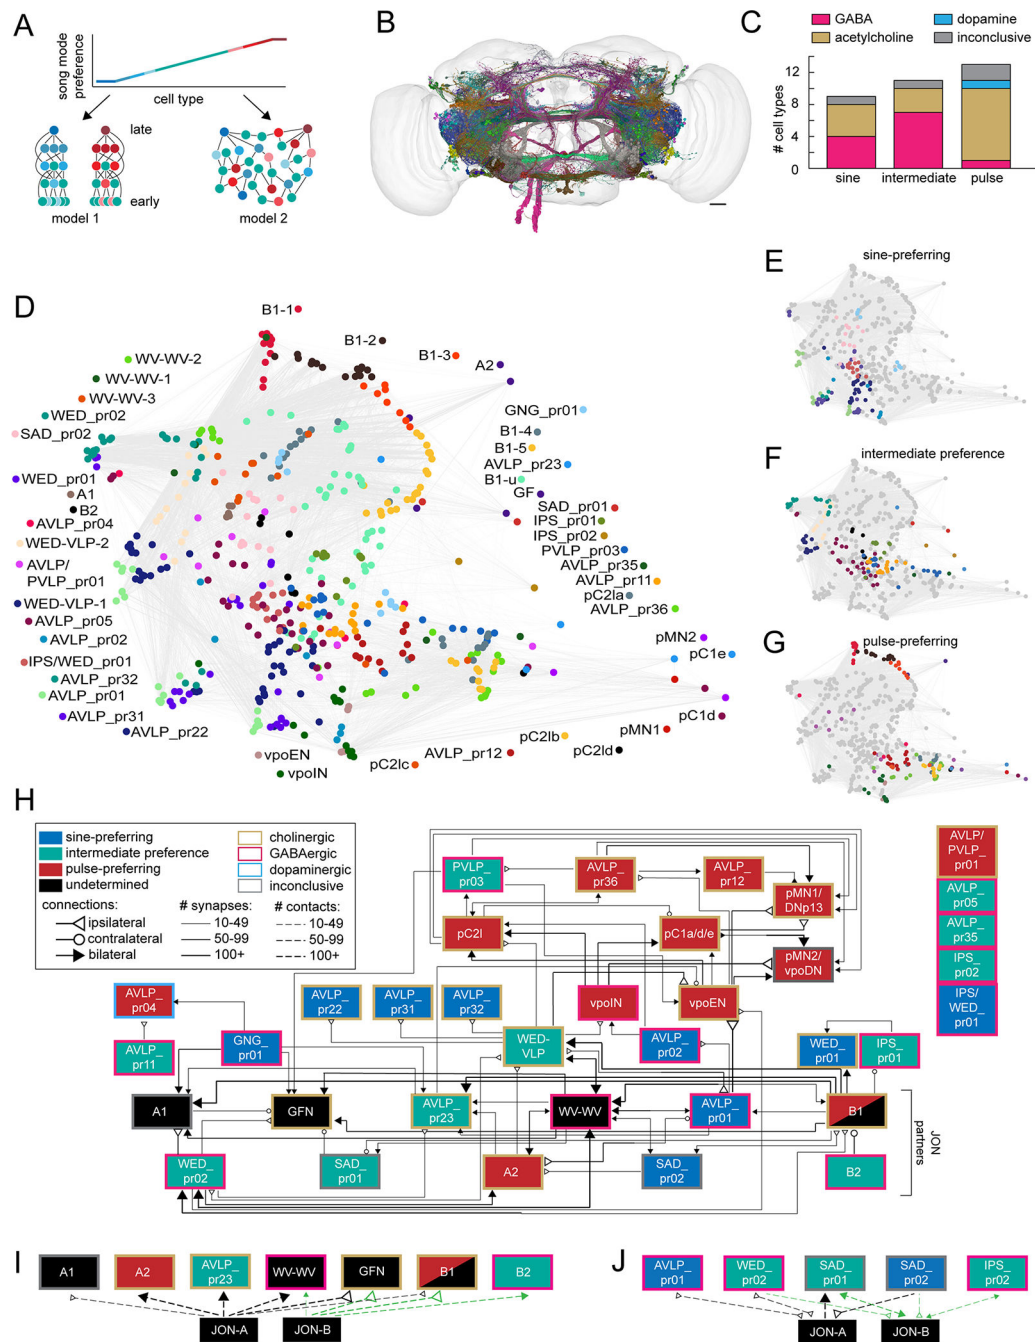 A
song mode
preference
cell type
late
early
model 1
model 2
B
C
GABA
acetylcholine
dopamine
inconclusive
# cell types
12
8
4
0
sine
intermediate
pulse
D
B1-1
B1-2
B1-3
A2
WV-WV-2
WV-WV-1
WV-WV-3
WED_pr02
SAD_pr02
WED_pr01
A1
B2
AVLP_pr04
WED-VLP-2
AVLP/
PVLP_pr01
WED-VLP-1
AVLP_pr05
AVLP_pr02
IPS/WED_pr01
AVLP_pr32
AVLP_pr01
AVLP_pr31
AVLP_pr22
vpoEN
vpoIN
pC2lc
AVLP_pr12
pC2lb
pC2ld
pMN1
pC1d
pC1e
pMN2
GNG_pr01
B1-4
B1-5
AVLP_pr23
B1-u
GF
SAD_pr01
IPS_pr01
IPS_pr02
PVLP_pr03
AVLP_pr35
AVLP_pr11
pC2la
AVLP_pr36
E
sine-preferring
F
intermediate preference
G
pulse-preferring
H
sine-preferring
intermediate preference
pulse-preferring
undetermined
cholinergic
GABAergic
dopaminergic
inconclusive
connections:
ipsilateral
contralateral
bilateral
# synapses:
10-49
50-99
100+
# contacts:
10-49
50-99
100+
PVLP_
pr03
AVLP_
pr36
AVLP_
pr12
pMN1/
DNp13
pC2l
pC1a/d/e
pMN2/
vpoDN
AVLP/
PVLP_
pr01
AVLP_
pr05
AVLP_
pr35
IPS_
pr02
IPS/
WED_
pr01
AVLP_
pr04
AVLP_
pr22
AVLP_
pr31
AVLP_
pr32
vpoIN
vpoEN
AVLP_
pr11
GNG_
pr01
WED-
VLP
AVLP_
pr02
WED_
pr01
IPS_
pr01
A1
GFN
AVLP_
pr23
WV-WV
AVLP_
pr01
B1
WED_
pr02
SAD_
pr01
A2
SAD_
pr02
B2
JON
partners
I
A1
A2
AVLP_
pr23
WV-WV
GFN
B1
B2
JON-A
JON-B
J
AVLP_
pr01
WED_
pr02
SAD_
pr01
SAD_
pr02
IPS_
pr02
JON-A
JON-B